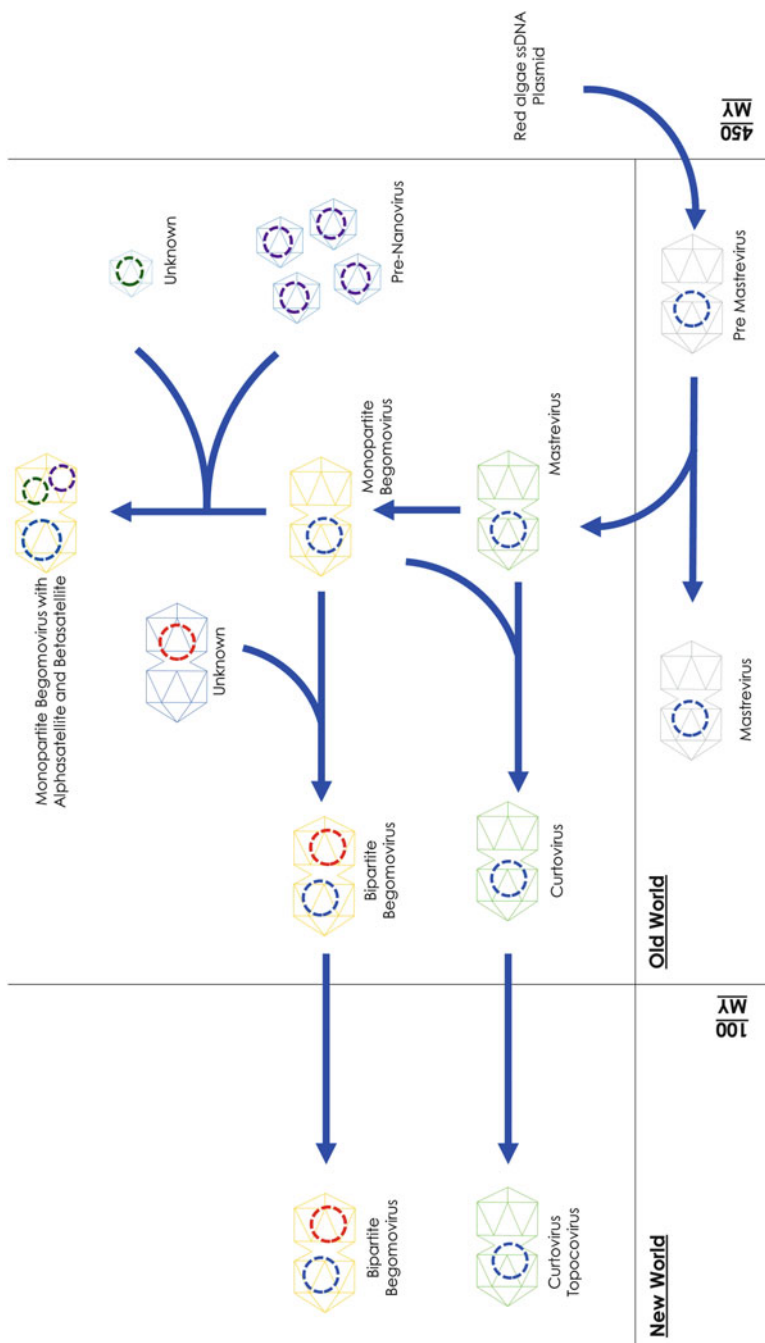 Red algae ssDNA
Plasmid
450
MY
Unknown
Pre-Nanovirus
Pre Mastrevirus
Monopartite Begomovirus with
Alphasatellite and Betasatellite
Monopartite
Begomovirus
Mastrevirus
Unknown
Mastrevirus
Bipartite
Begomovirus
Curtovirus
Old World
100
MY
Bipartite
Begomovirus
Curtovirus
Topocovirus
New World